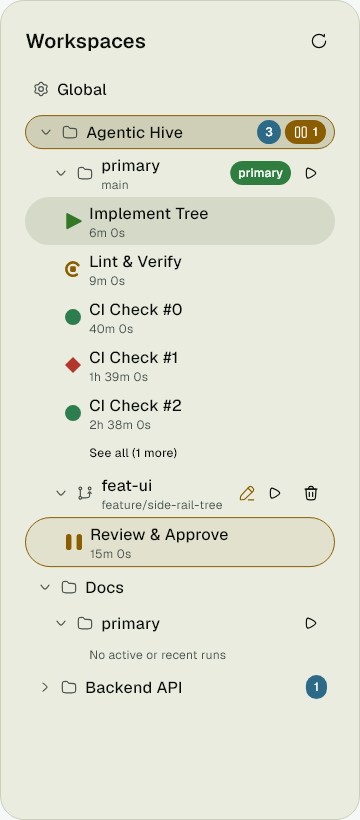 Workspaces
Global
Agentic Hive 3 1
primary primary
main
Implement Tree
6m 0s
Lint & Verify
9m 0s
CI Check #0
40m 0s
CI Check #1
1h 39m 0s
CI Check #2
2h 38m 0s
See all (1 more)
feat-ui
feature/side-rail-tree
Review & Approve
15m 0s
Docs
primary
No active or recent runs
Backend API 1